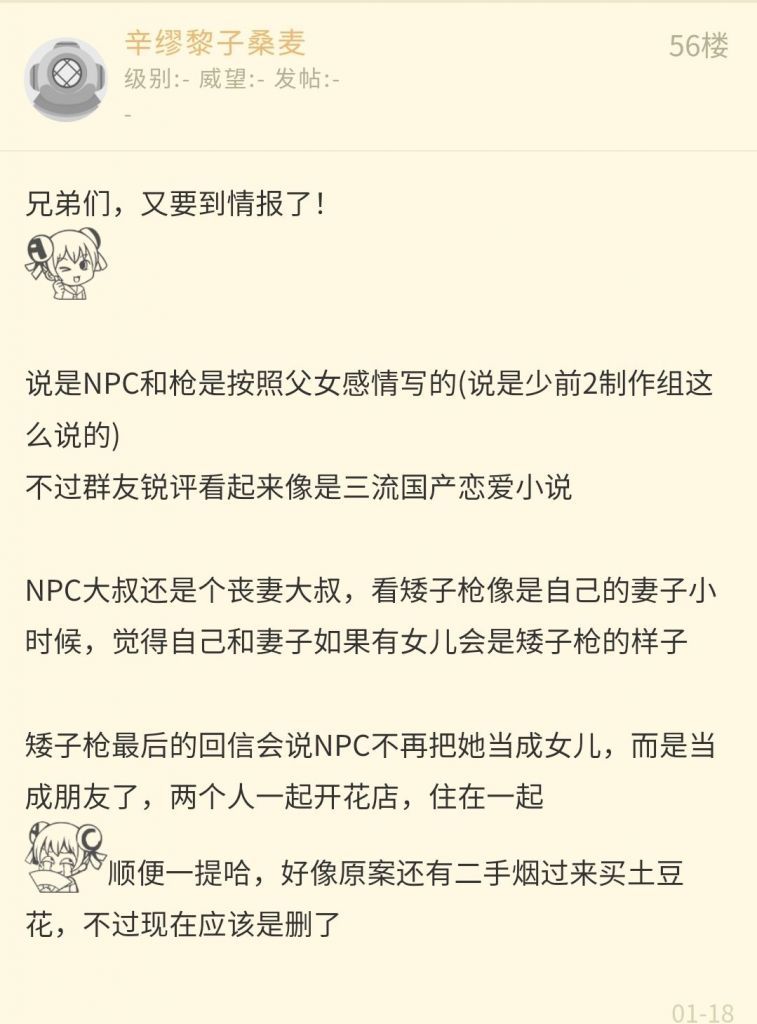 辛缪黎子桑麦
56楼
级别:- 威望:- 发帖:-
-
兄弟们，又要到情报了！
说是NPC和枪是按照父女感情写的(说是少前2制作组这
么说的)
不过群友锐评看起来像是三流国产恋爱小说
NPC大叔还是个丧妻大叔，看矮子枪像是自己的妻子小
时候，觉得自己和妻子如果有女儿会是矮子枪的样子
矮子枪最后的回信会说NPC不再把她当成女儿，而是当
成朋友了，两个人一起开花店，住在一起
顺便一提哈，好像原案还有二手烟过来买土豆
花，不过现在应该是删了
01-18